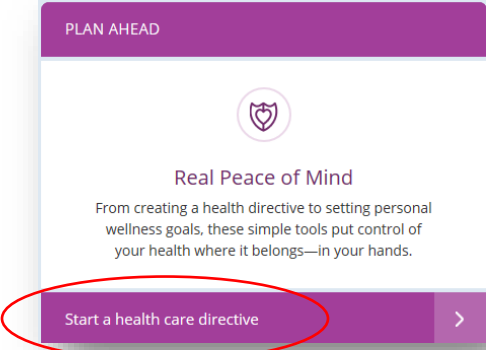 PLAN AHEAD
Real Peace of Mind
From creating a health directive to setting personal
wellness goals, these simple tools put control of
your health where it belongs—in your hands.
Start a health care directive